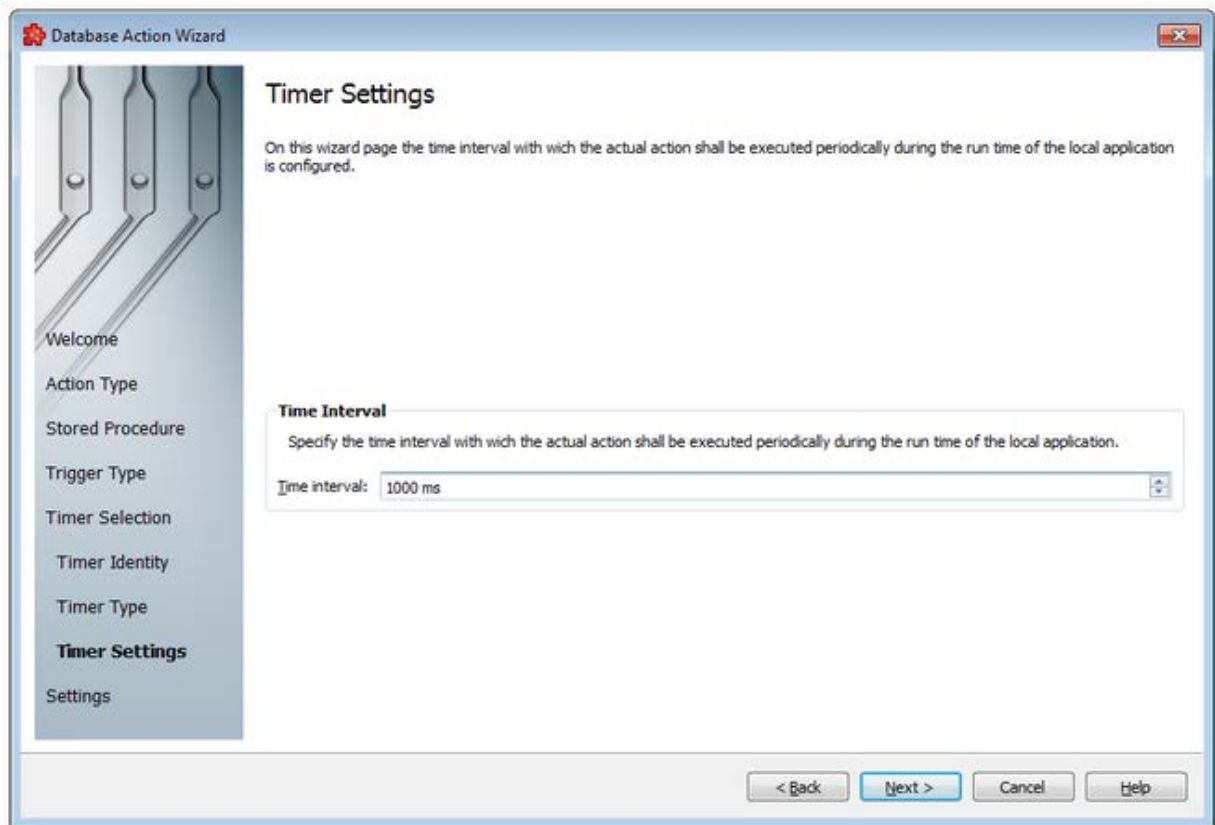 Database Action Wizard
Timer Settings
On this wizard page the time interval with wich the actual action shall be executed periodically during the run time of the local application
is configured.
Welcome
Action Type
Stored Procedure
Trigger Type
Timer Selection
Timer Identity
Timer Type
Timer Settings
Settings
Time Interval
Specify the time interval with wich the actual action shall be executed periodically during the run time of the local application.
Time interval: 1000 ms
< Back Next > Cancel Help